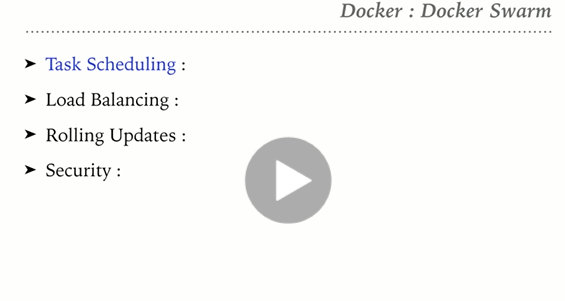 Docker : Docker Swarm
➤ Task Scheduling :
➤ Load Balancing :
➤ Rolling Updates :
➤ Security :